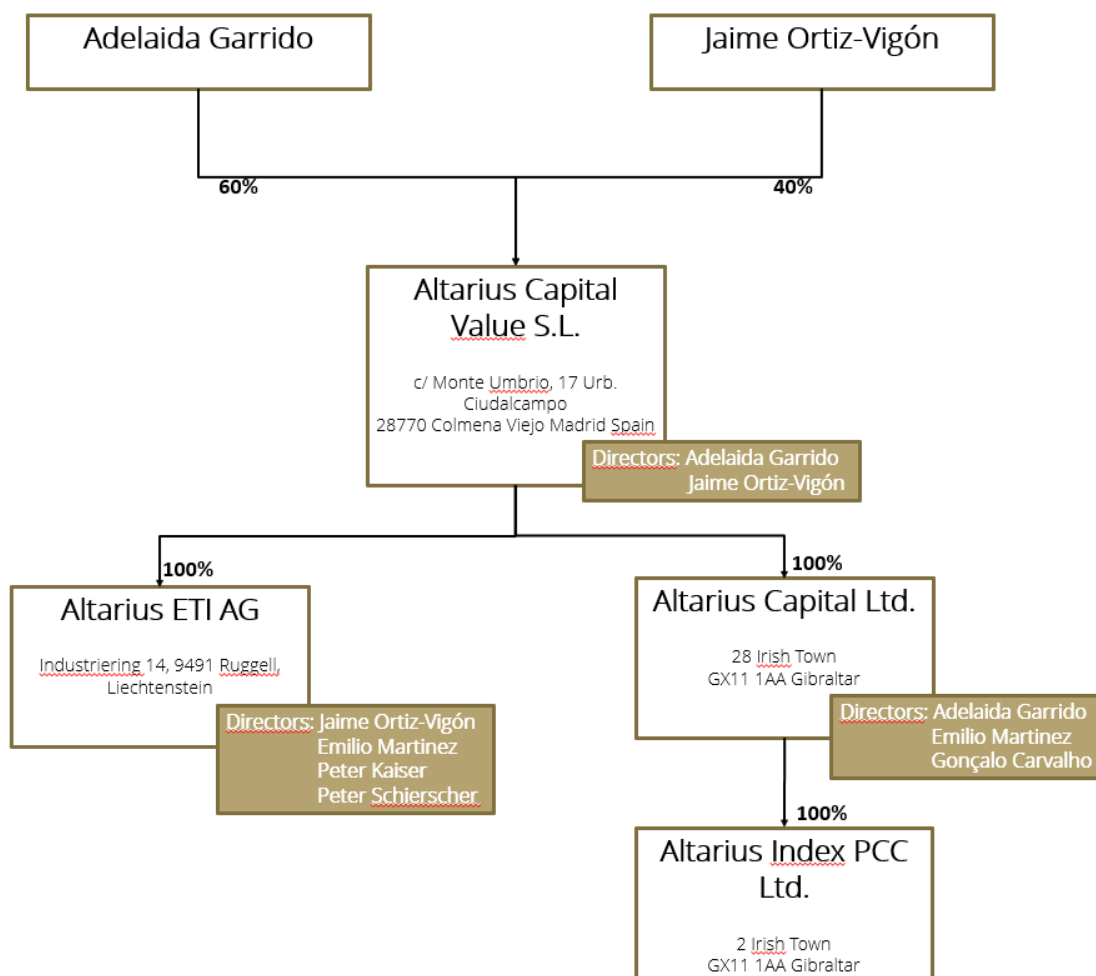 Adelaida Garrido
Jaime Ortiz-Vigón
60%
40%
Altarius Capital
Value S.L.
c/ Monte Umbrio, 17 Urb.
Ciudalcampo
28770 Colmena Viejo Madrid Spain
Directors: Adelaida Garrido
Jaime Ortiz-Vigón
100%
100%
Altarius ETI AG
Industriering 14, 9491 Ruggell,
Liechtenstein
Directors: Jaime Ortiz-Vigón
Emilio Martinez
Peter Kaiser
Peter Schierscher
Altarius Capital Ltd.
28 Irish Town
GX11 1AA Gibraltar
Directors: Adelaida Garrido
Emilio Martinez
Gonçalo Carvalho
100%
Altarius Index PCC
Ltd.
2 Irish Town
GX11 1AA Gibraltar